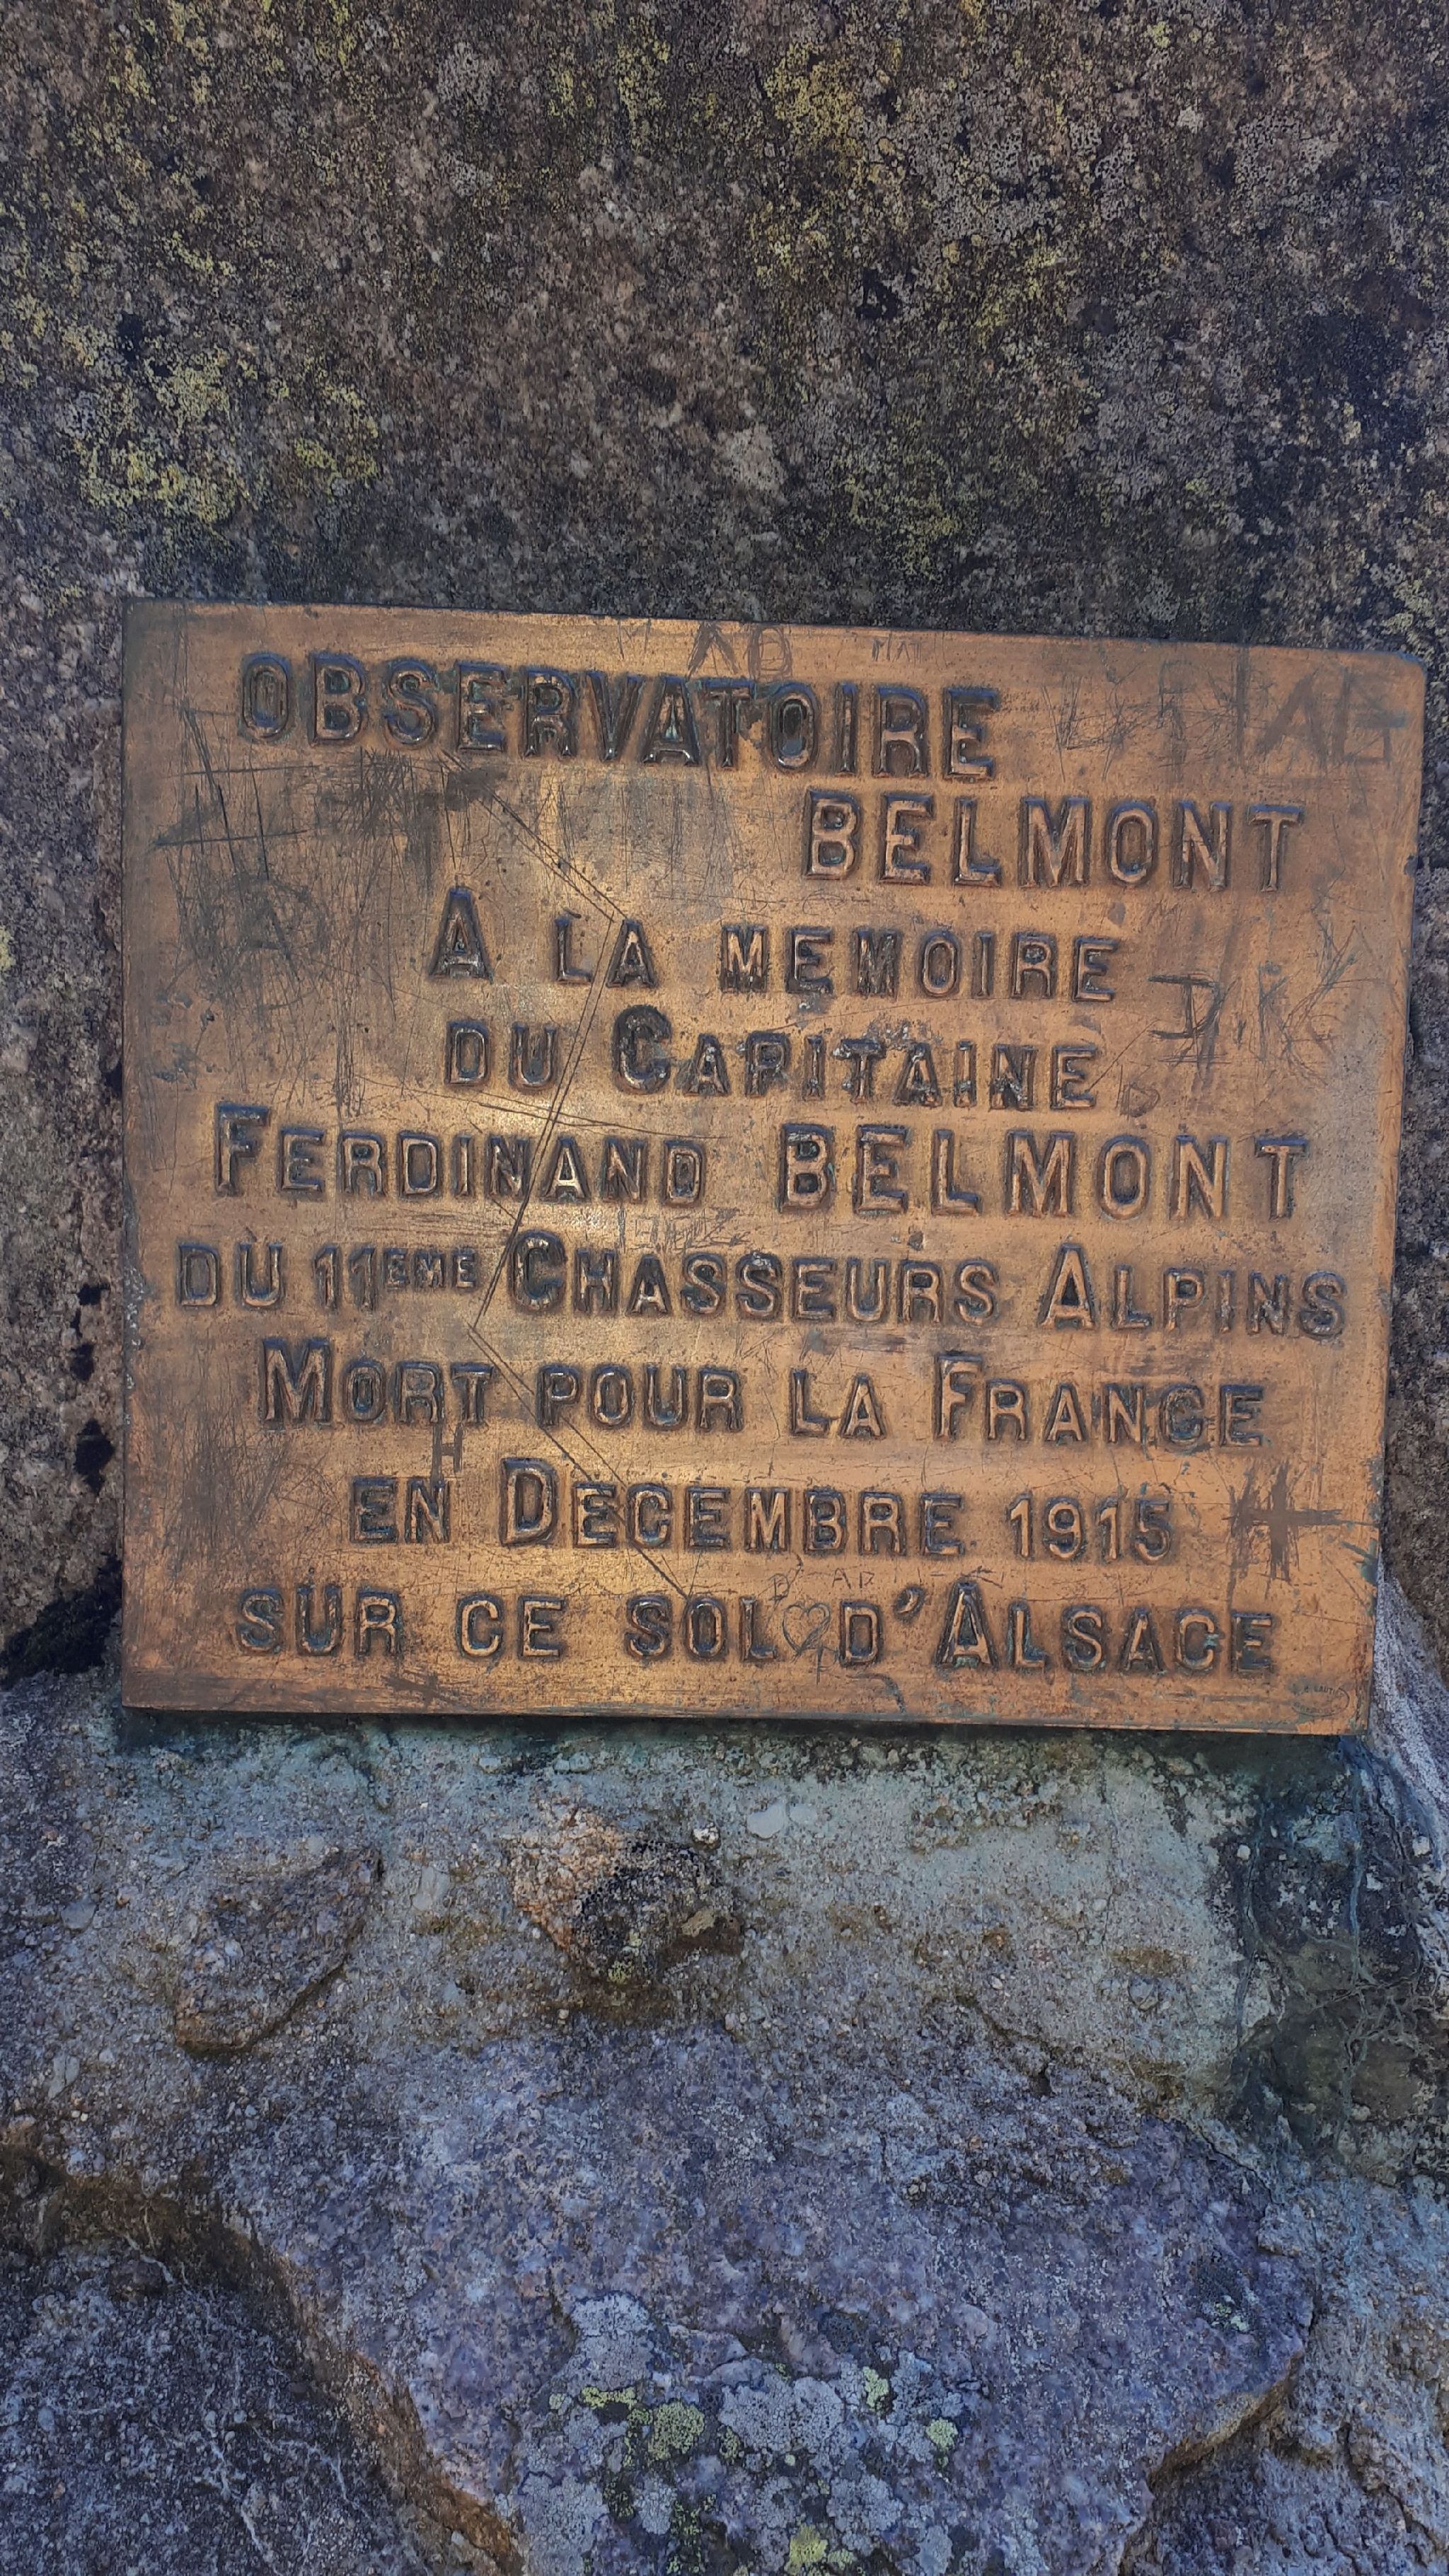 OBSERVATOIRE
BELMONT
A LA MEMOIRE
DU CAPITAINE
FERDINAND BELMONT
DU 11EME CHASSEURS ALPINS
MORT POUR LA FRANCE
EN DECEMBRE 1915
SUR CE SOL D'ALSACE